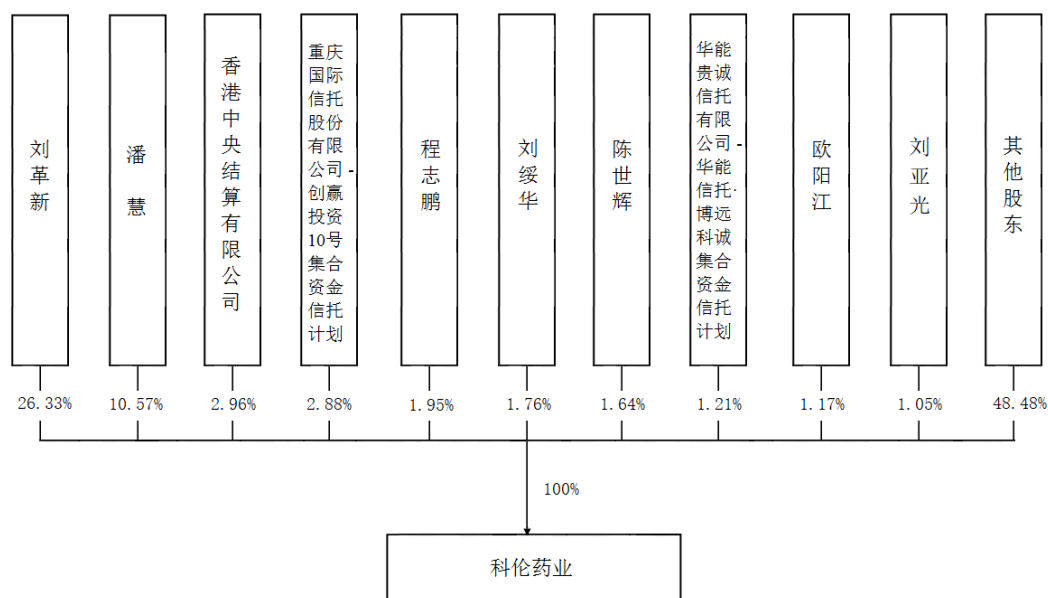 刘革新
潘慧
香港中央结算有限公司
重庆
国际
信托
股份
有限
公司-
创赢
投资
10号
集合
资金
信托
计划
程志鹏
刘绥华
陈世辉
华能
贵诚
信托
有限
公司-
华能
信托·
博远
科诚
集合
资金
信托
计划
欧阳江
刘亚光
其他股东
26.33%
10.57%
2.96%
2.88%
1.95%
1.76%
1.64%
1.21%
1.17%
1.05%
48.48%
100%
科伦药业